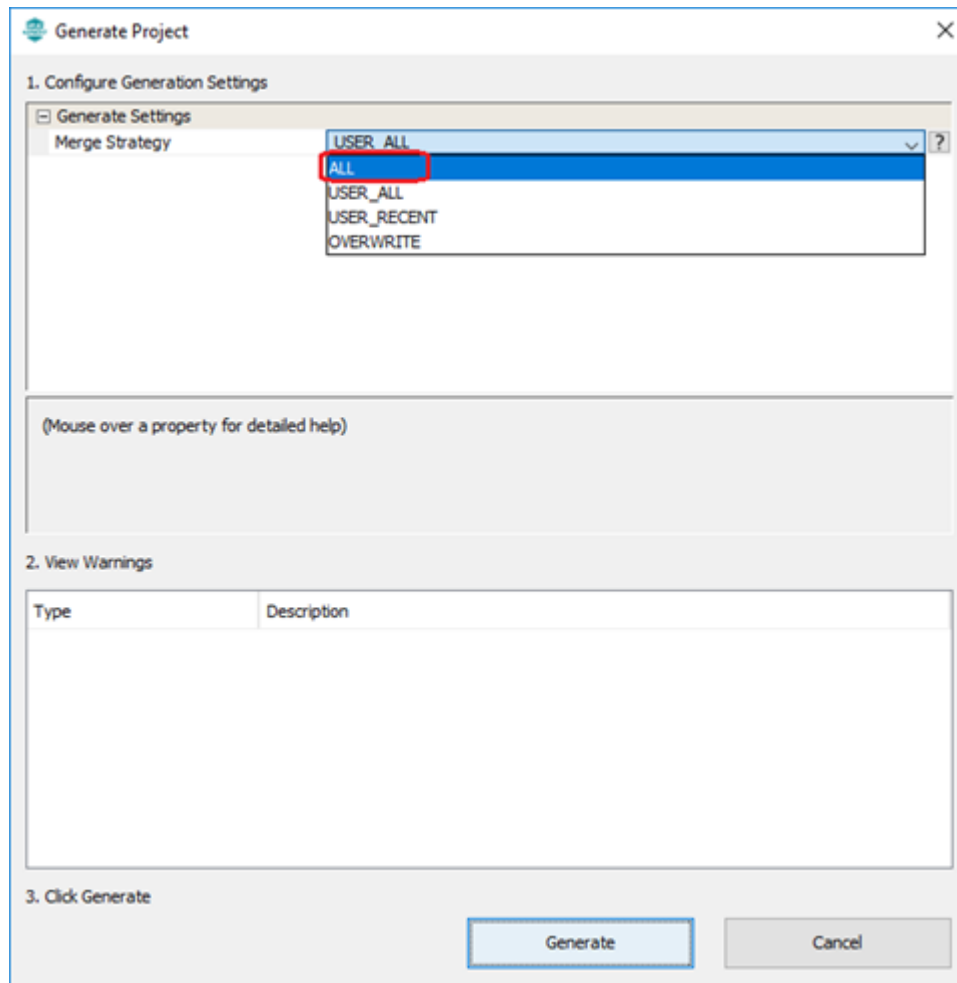 Generate Project
1. Configure Generation Settings
Generate Settings
Merge Strategy USER_ALL ?
ALL
USER_ALL
USER_RECENT
OVERWRITE
(Mouse over a property for detailed help)
2. View Warnings
Type Description
3. Click Generate
Generate Cancel